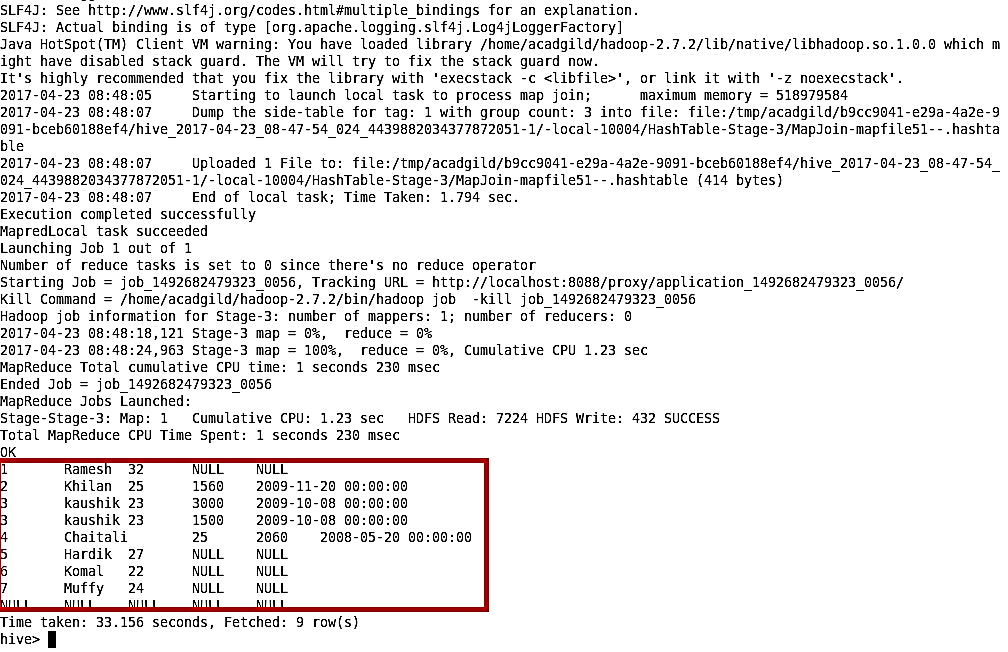 SLF4J: See http://www.slf4j.org/codes.html#multiple_bindings for an explanation.
SLF4J: Actual binding is of type [org.apache.logging.slf4j.Log4jLoggerFactory]
Java HotSpot(TM) Client VM warning: You have loaded library /home/acadgild/hadoop-2.7.2/lib/native/libhadoop.so.1.0.0 which m
ight have disabled stack guard. The VM will try to fix the stack guard now.
It's highly recommended that you fix the library with 'execstack -c <libfile>', or link it with '-z noexecstack'.
2017-04-23 08:48:05     Starting to launch local task to process map join;      maximum memory = 518979584
2017-04-23 08:48:07     Dump the side-table for tag: 1 with group count: 3 into file: file:/tmp/acadgild/b9cc9041-e29a-4a2e-9
091-bceb60188ef4/hive_2017-04-23_08-47-54_024_4439882034377872051-1/-local-10004/HashTable-Stage-3/MapJoin-mapfile51--.hashta
ble
2017-04-23 08:48:07     Uploaded 1 File to: file:/tmp/acadgild/b9cc9041-e29a-4a2e-9091-bceb60188ef4/hive_2017-04-23_08-47-54_
024_4439882034377872051-1/-local-10004/HashTable-Stage-3/MapJoin-mapfile51--.hashtable (414 bytes)
2017-04-23 08:48:07     End of local task; Time Taken: 1.794 sec.
Execution completed successfully
MapredLocal task succeeded
Launching Job 1 out of 1
Number of reduce tasks is set to 0 since there's no reduce operator
Starting Job = job_1492682479323_0056, Tracking URL = http://localhost:8088/proxy/application_1492682479323_0056/
Kill Command = /home/acadgild/hadoop-2.7.2/bin/hadoop job  -kill job_1492682479323_0056
Hadoop job information for Stage-3: number of mappers: 1; number of reducers: 0
2017-04-23 08:48:18,121 Stage-3 map = 0%,  reduce = 0%
2017-04-23 08:48:24,963 Stage-3 map = 100%,  reduce = 0%, Cumulative CPU 1.23 sec
MapReduce Total cumulative CPU time: 1 seconds 230 msec
Ended Job = job_1492682479323_0056
MapReduce Jobs Launched:
Stage-Stage-3: Map: 1   Cumulative CPU: 1.23 sec   HDFS Read: 7224 HDFS Write: 432 SUCCESS
Total MapReduce CPU Time Spent: 1 seconds 230 msec
OK
1       Ramesh  32      NULL    NULL
2       Khilan  25      1560    2009-11-20 00:00:00
3       kaushik 23      3000    2009-10-08 00:00:00
3       kaushik 23      1500    2009-10-08 00:00:00
4       Chaitali        25      2060    2008-05-20 00:00:00
5       Hardik  27      NULL    NULL
6       Komal   22      NULL    NULL
7       Muffy   24      NULL    NULL
NULL    NULL    NULL    NULL    NULL
Time taken: 33.156 seconds, Fetched: 9 row(s)
hive>